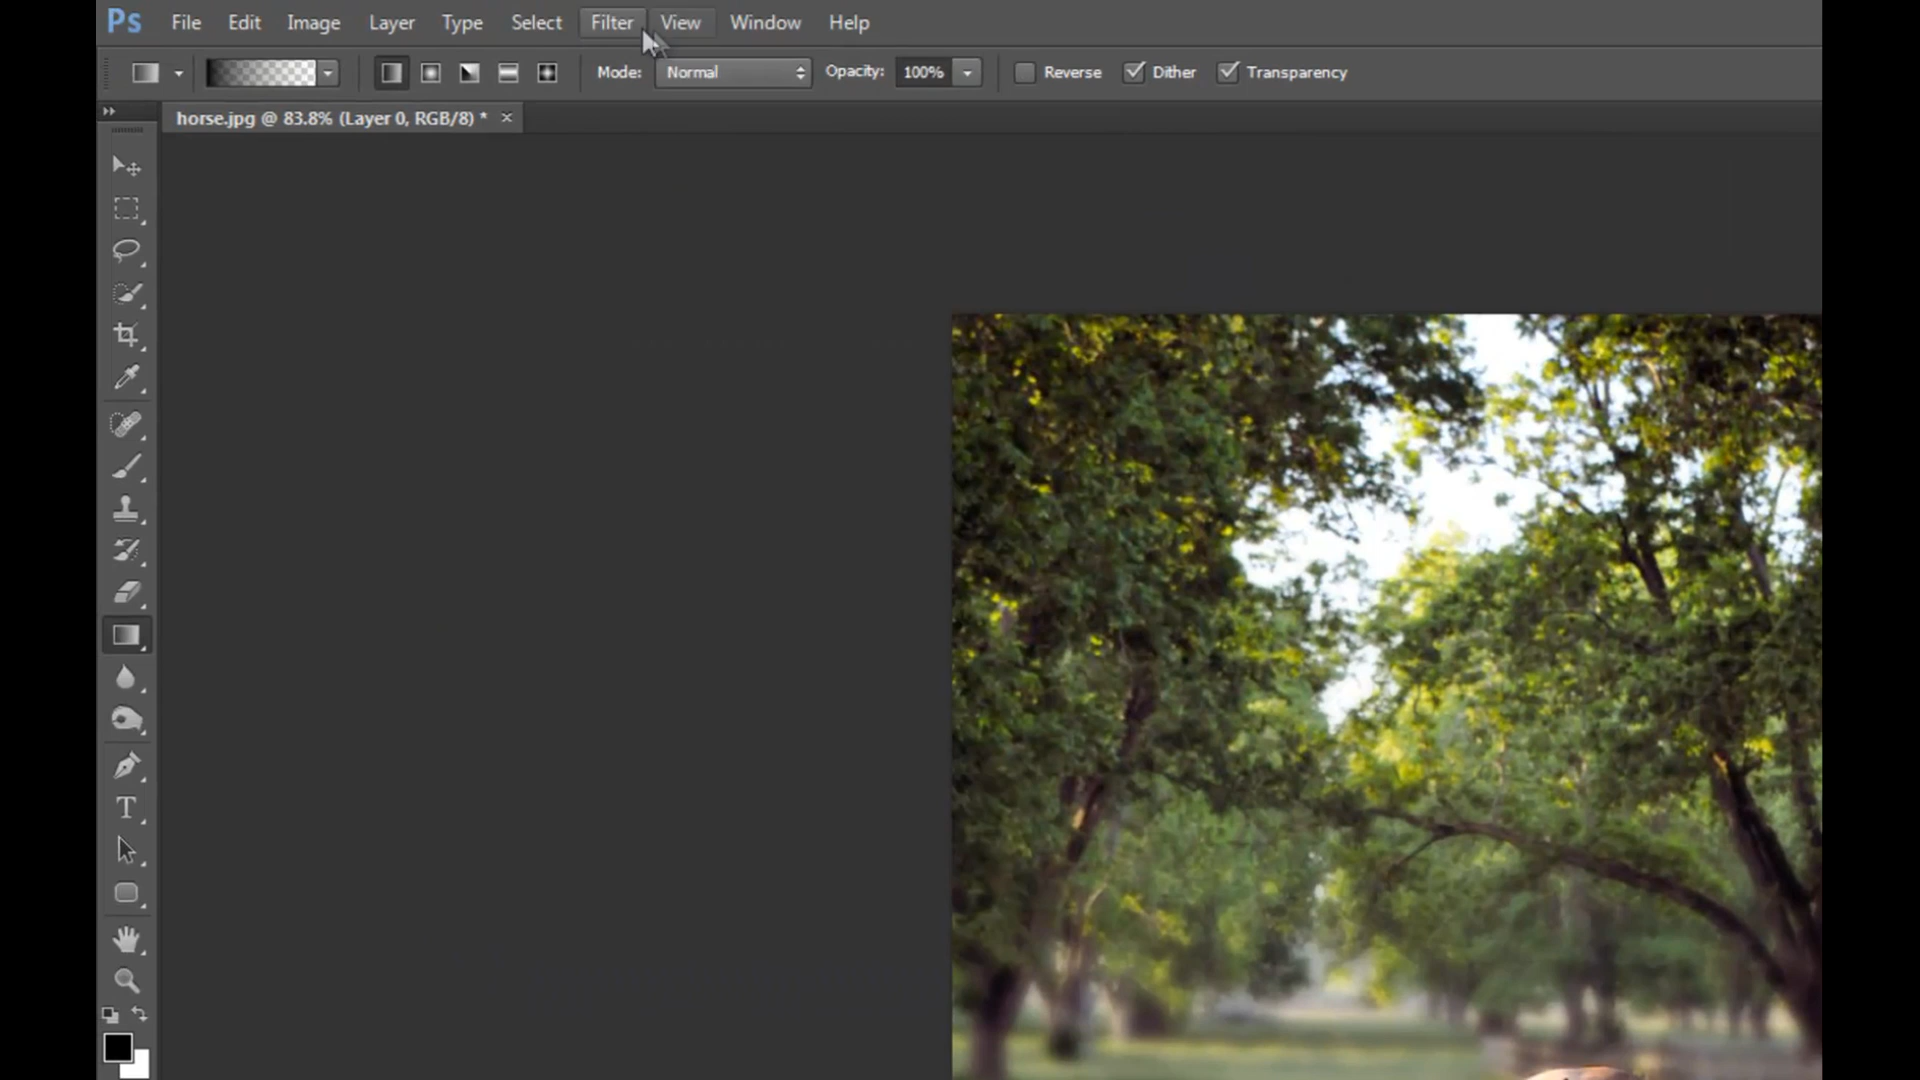 Ps File Edit Image Layer Type Select Filter View Window Help
Mode: Normal Opacity: 100% Reverse Dither Transparency
horse.jpg @ 83.8% (Layer 0, RGB/8) * ×
T